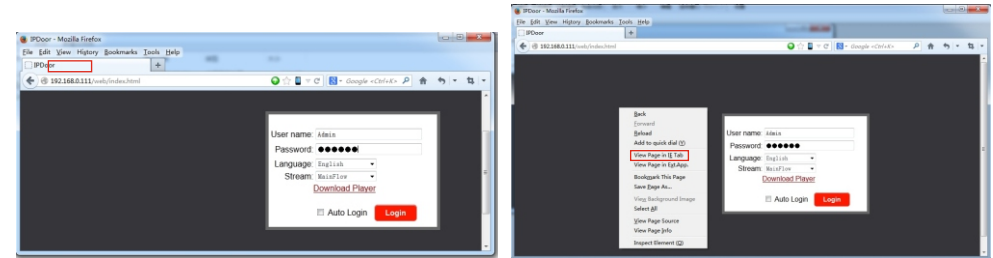 IPDoor - Mozilla Firefox
File Edit View History Bookmarks Tools Help
IPDoor
192.168.0.111/web/index.html
Google <Ctrl+K>
User name: Admin
Password: ●●●●●●
Language: English
Stream: MainFlow
Download Player
Auto Login Login
IPDoor - Mozilla Firefox
File Edit View History Bookmarks Tools Help
IPDoor
192.168.0.111/web/index.html
Google <Ctrl+K>
Back
Forward
Reload
Add to quick dial (Y)
View Page in IE Tab
View Page in Ext.App.
Bookmark This Page
Save Page As...
View Background Image
Select All
View Page Source
View Page Info
Inspect Element (Q)
User name: Admin
Password: ●●●●●●
Language: English
Stream: MainFlow
Download Player
Auto Login Login